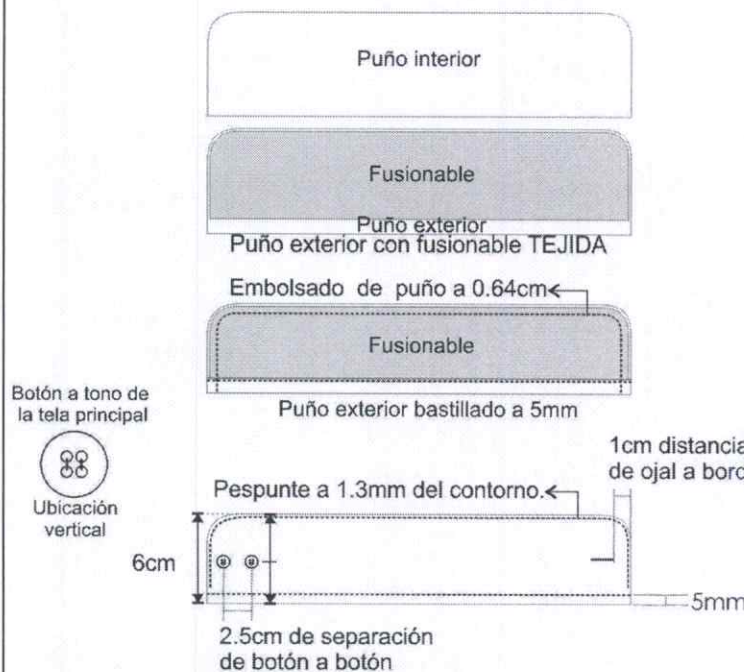 Puño interior
Fusionable
Puño exterior
Puño exterior con fusionable TEJIDA
Embolsado de puño a 0.64cm
Fusionable
Puño exterior bastillado a 5mm
Botón a tono de
la tela principal
Ubicación
vertical
1cm distancia
de ojal a bord
Pespunte a 1.3mm del contorno.
6cm
5mm
2.5cm de separación
de botón a botón